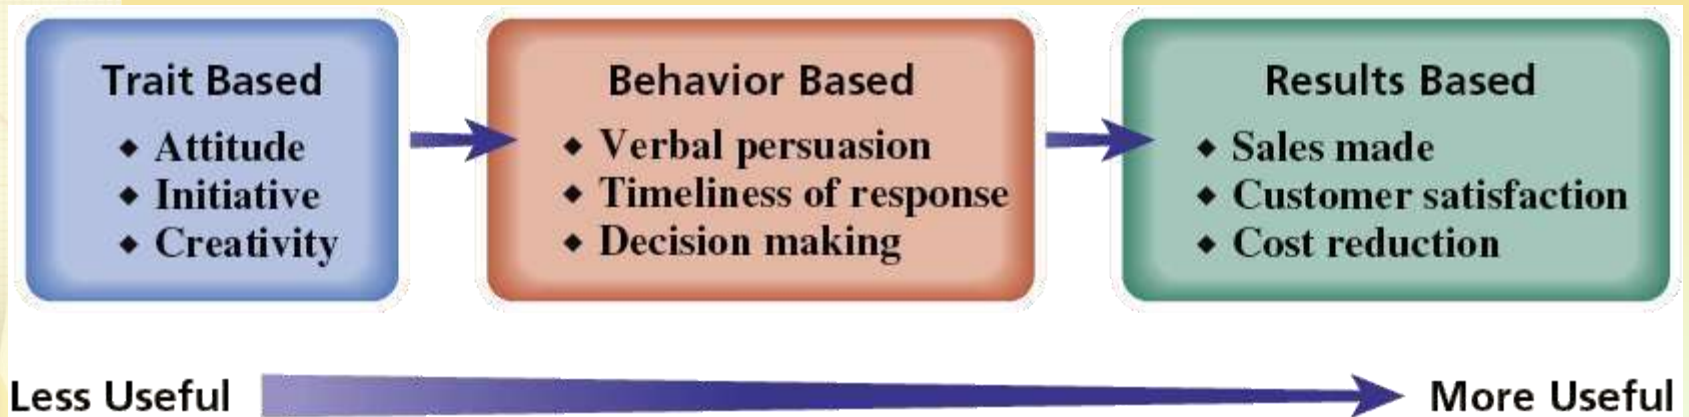 Trait Based
◆ Attitude
◆ Initiative
◆ Creativity
Behavior Based
◆ Verbal persuasion
◆ Timeliness of response
◆ Decision making
Results Based
◆ Sales made
◆ Customer satisfaction
◆ Cost reduction
Less Useful
More Useful